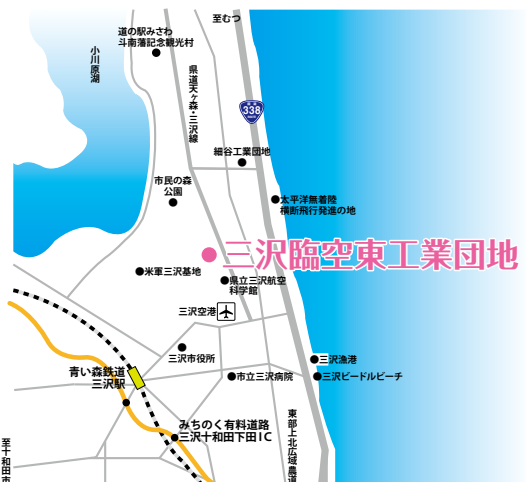 至むつ
道の駅みさわ
斗南藩記念観光村
小川原湖
県道天ヶ森・三沢線
338
細谷工業団地
市民の森
公園
太平洋無着陸
横断飛行発進の地
三沢臨空東工業団地
米軍三沢基地
県立三沢航空
科学館
三沢空港
三沢市役所
三沢漁港
青い森鉄道
三沢駅
市立三沢病院
三沢ビードルビーチ
みちのく有料道路
三沢十和田下田IC
東部上北広域農道
至十和田市